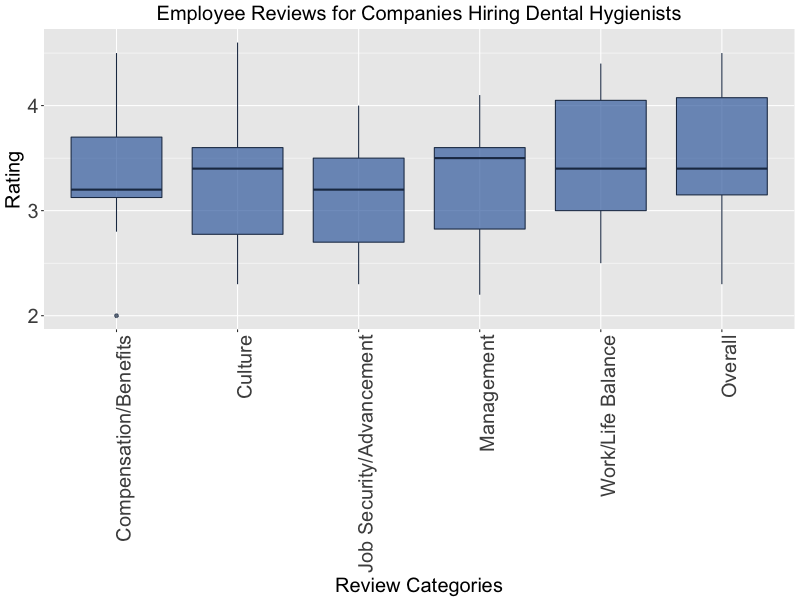 Employee Reviews for Companies Hiring Dental Hygienists
Rating
4
3
2
Compensation/Benefits
Culture
Job Security/Advancement
Management
Work/Life Balance
Overall
Review Categories